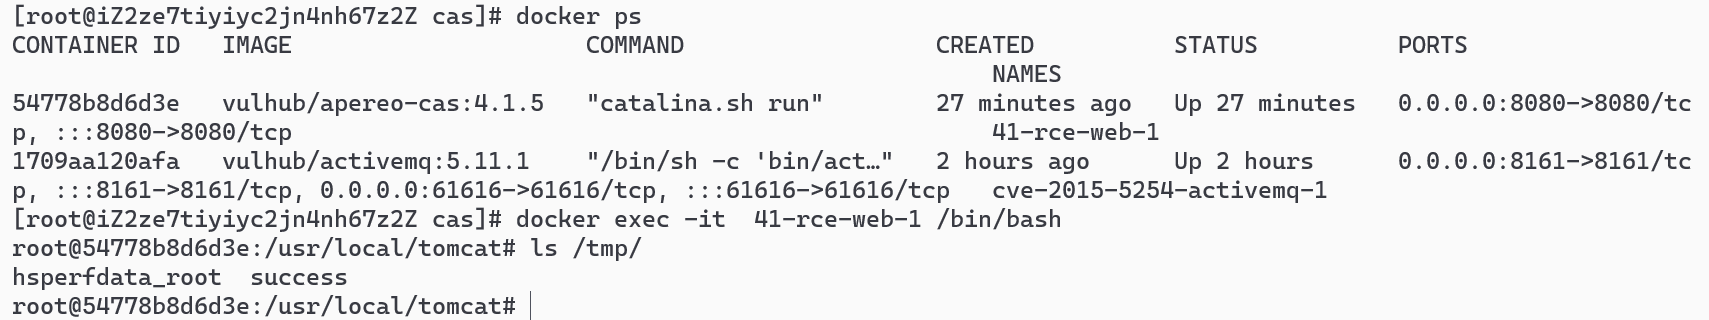 [root@iZ2ze7tiyiyc2jn4nh67z2Z cas]# docker ps
CONTAINER ID   IMAGE                     COMMAND                  CREATED          STATUS          PORTS
                                                                      NAMES
54778b8d6d3e   vulhub/apereo-cas:4.1.5   "catalina.sh run"        27 minutes ago   Up 27 minutes   0.0.0.0:8080->8080/tc
p, :::8080->8080/tcp                                                  41-rce-web-1
1709aa120afa   vulhub/activemq:5.11.1    "/bin/sh -c 'bin/act…"   2 hours ago      Up 2 hours      0.0.0.0:8161->8161/tc
p, :::8161->8161/tcp, 0.0.0.0:61616->61616/tcp, :::61616->61616/tcp   cve-2015-5254-activemq-1
[root@iZ2ze7tiyiyc2jn4nh67z2Z cas]# docker exec -it  41-rce-web-1 /bin/bash
root@54778b8d6d3e:/usr/local/tomcat# ls /tmp/
hsperfdata_root  success
root@54778b8d6d3e:/usr/local/tomcat#